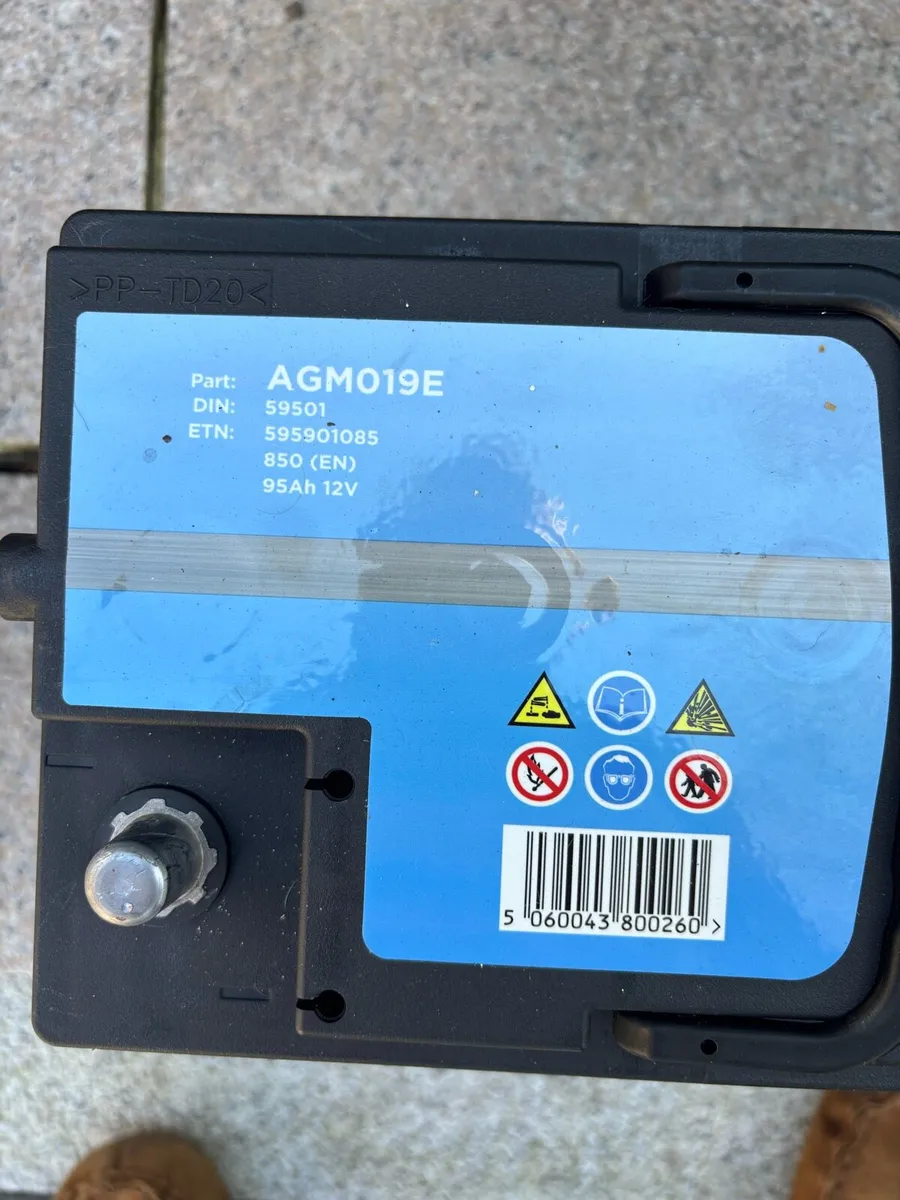 >PP-TD20<
Part: AGM019E
DIN: 59501
ETN: 595901085
850 (EN)
95Ah 12V
5 060043 800260 >